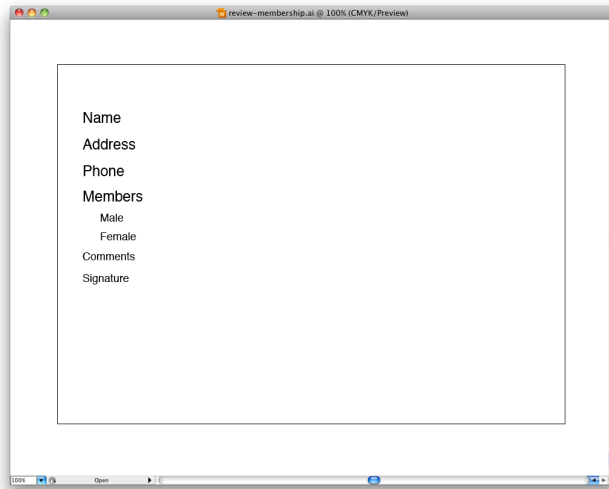 review-membership.ai @ 100% (CMYK/Preview)
Name
Address
Phone
Members
Male
Female
Comments
Signature
100% Open